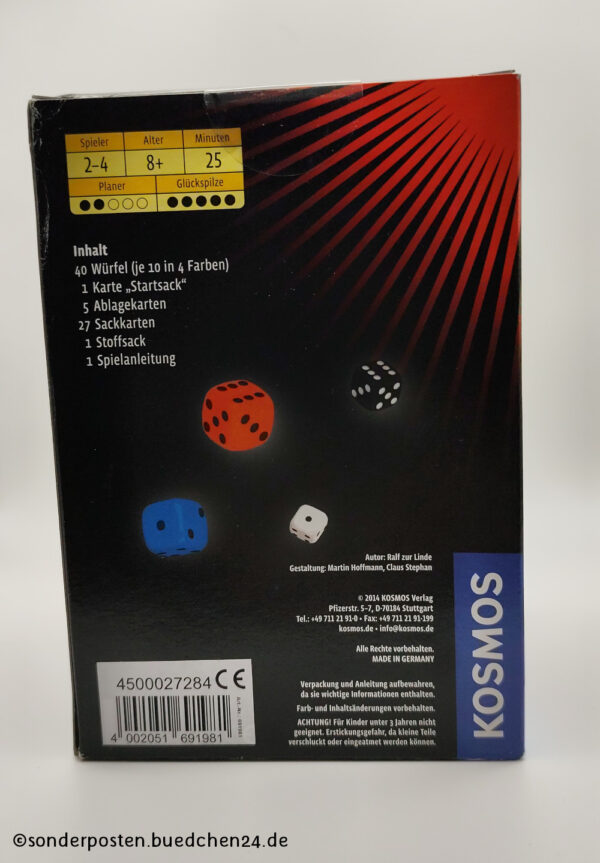 Spieler Alter Minuten
2–4 8+ 25
Planer Glückspilze
Inhalt
40 Würfel (je 10 in 4 Farben)
1 Karte „Startsack“
5 Ablagekarten
27 Sackkarten
1 Stoffsack
1 Spielanleitung
Autor: Ralf zur Linde
Gestaltung: Martin Hoffmann, Claus Stephan
© 2014 KOSMOS Verlag
Pfizerstr. 5–7, D-70184 Stuttgart
Tel.: +49 711 21 91-0 • Fax: +49 711 21 91-199
kosmos.de • info@kosmos.de
Alle Rechte vorbehalten.
MADE IN GERMANY
Verpackung und Anleitung aufbewahren,
da sie wichtige Informationen enthalten.
Farb- und Inhaltsänderungen vorbehalten.
ACHTUNG! Für Kinder unter 3 Jahren nicht
geeignet. Erstickungsgefahr, da kleine Teile
verschluckt oder eingeatmet werden können.
KOSMOS
4500027284 CE
4 002051 691981
©sonderposten.buedchen24.de